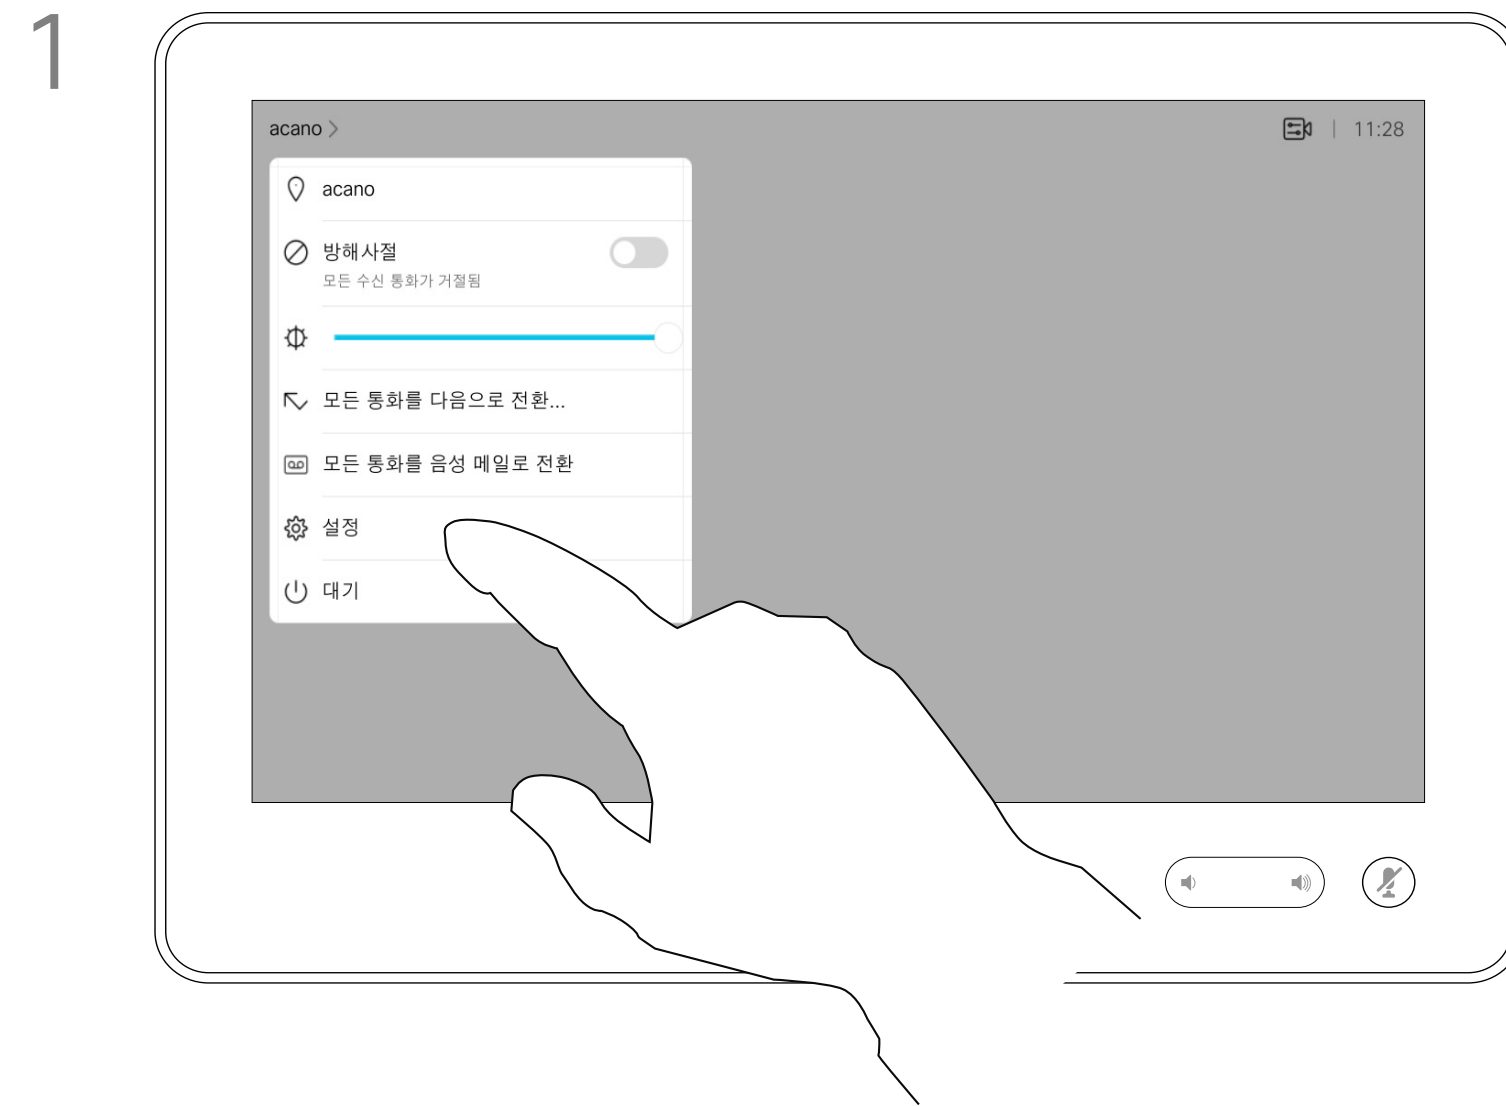 1
acano >
11:28
acano
방해사절
모든 수신 통화가 거절됨
모든 통화를 다음으로 전환...
모든 통화를 음성 메일로 전환
설정
대기